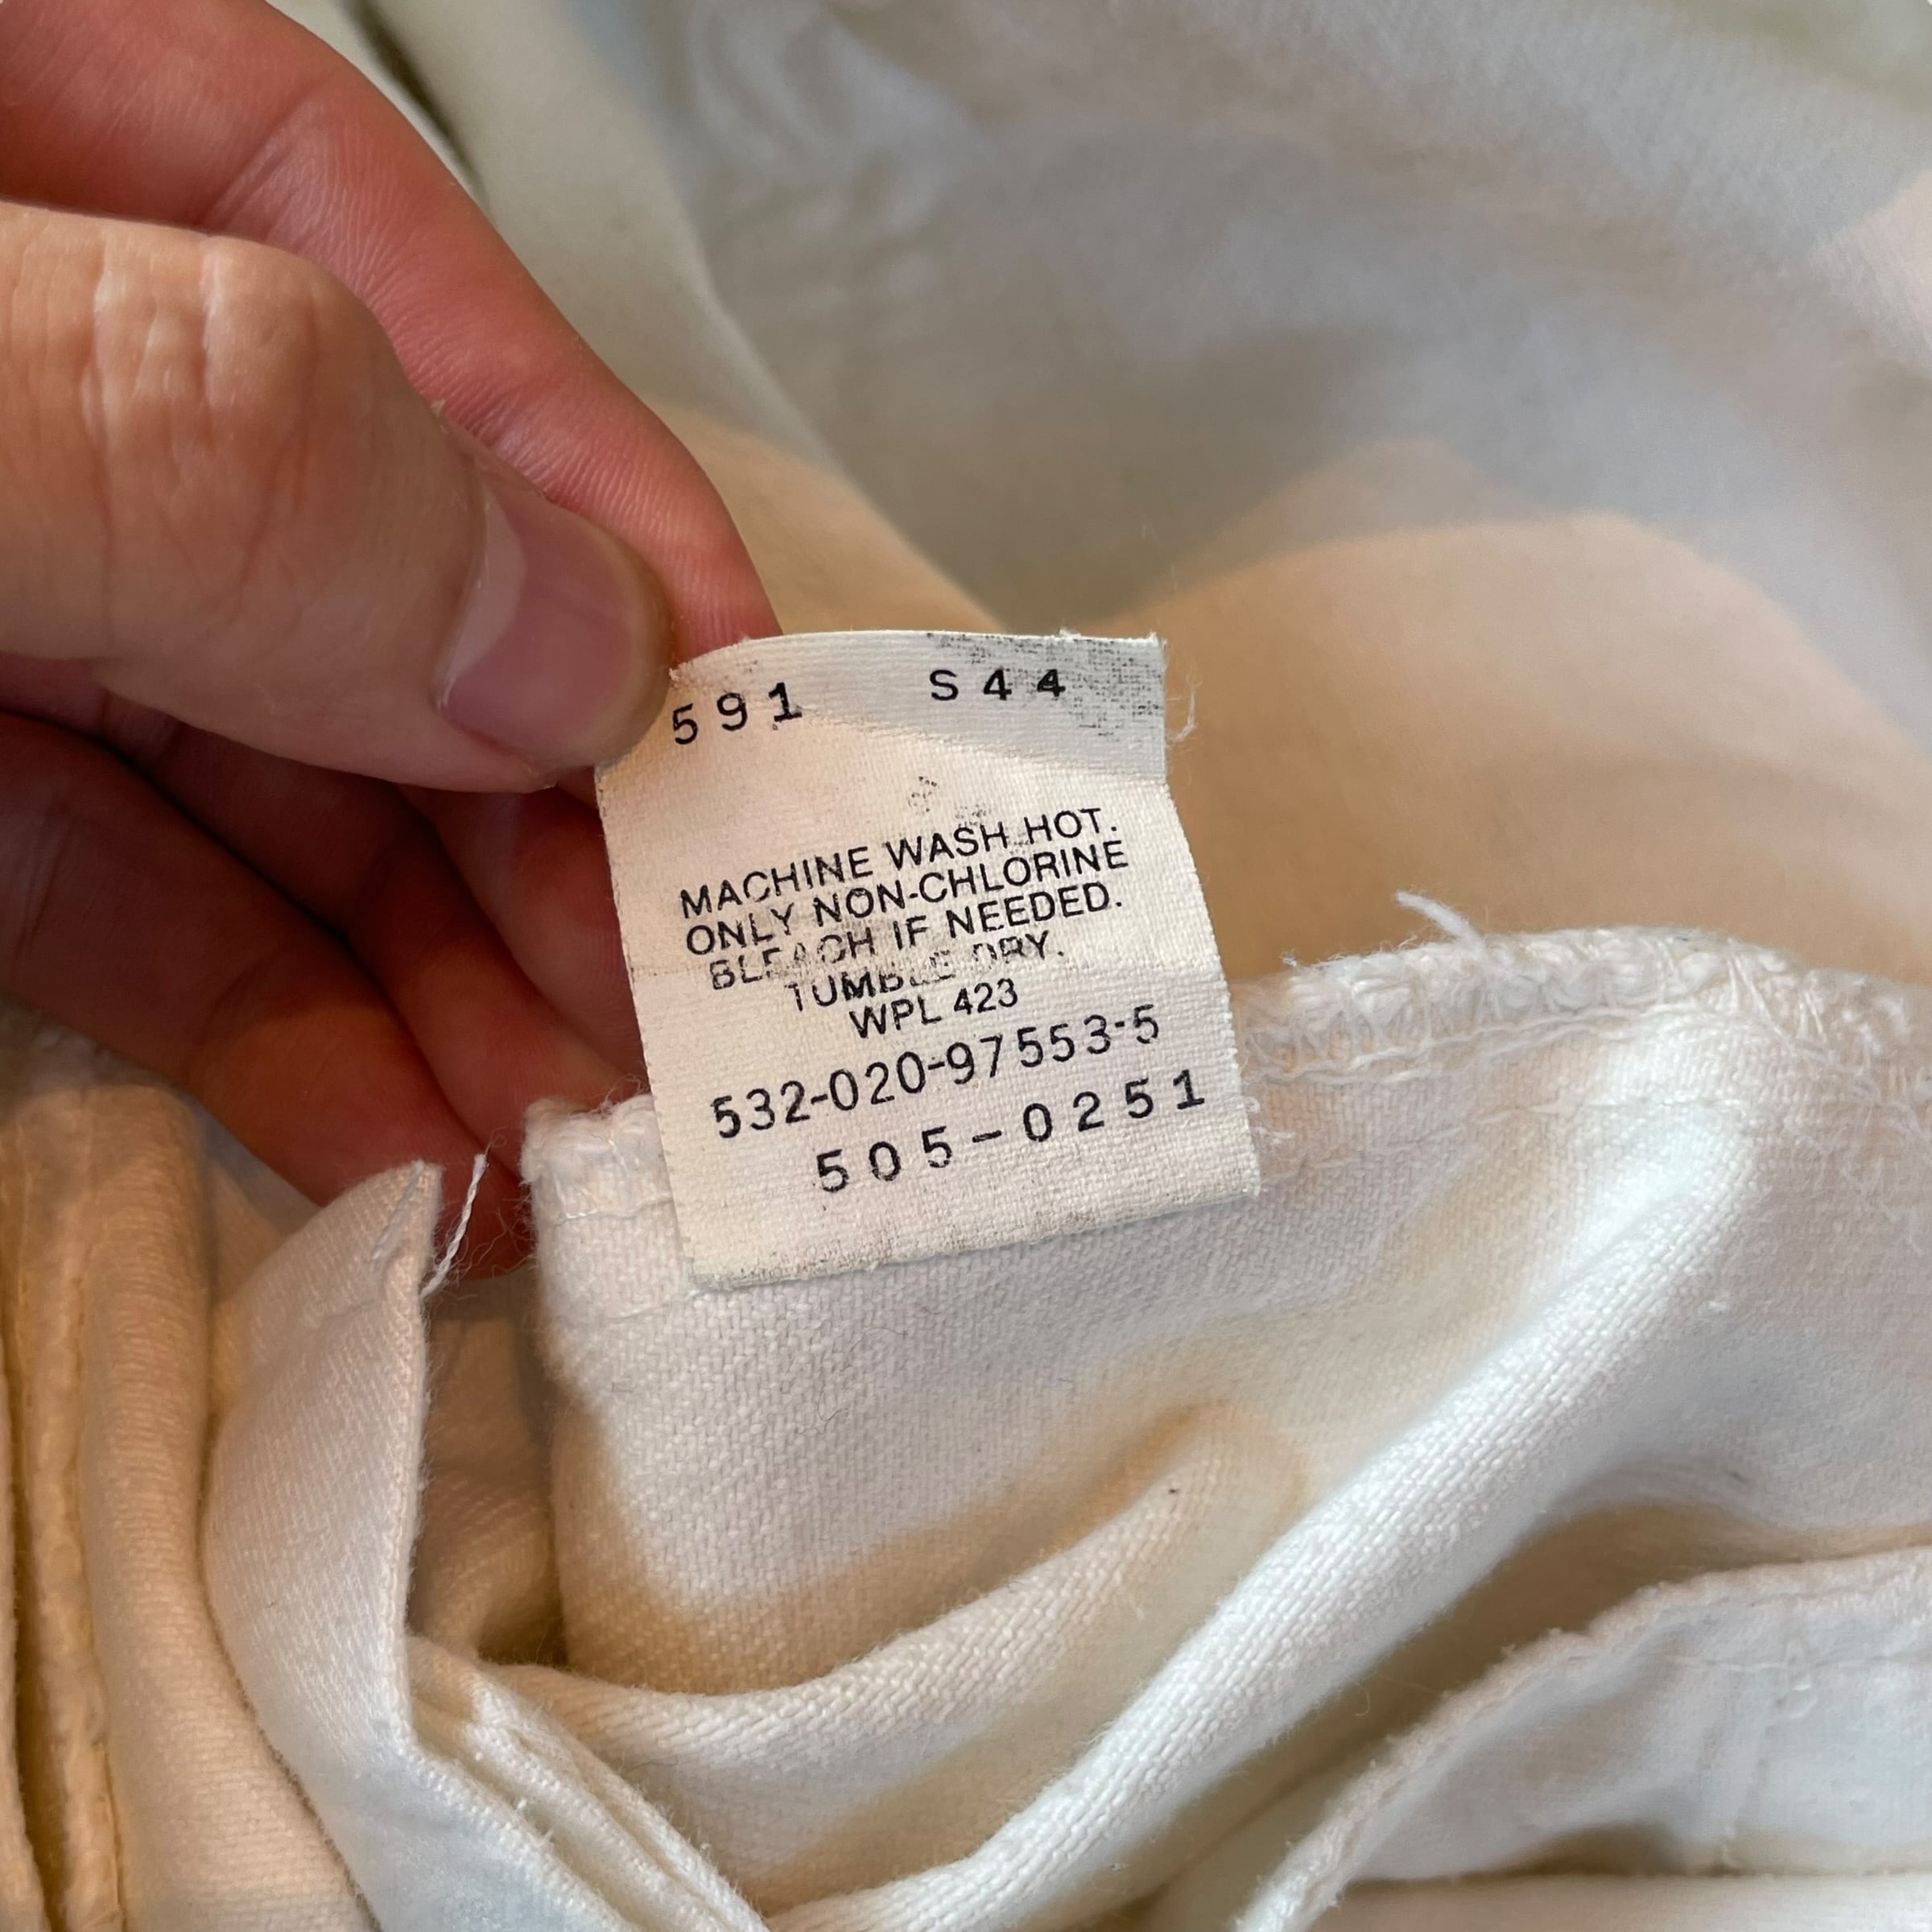 591 S44
MACHINE WASH HOT.
ONLY NON-CHLORINE
BLEACH IF NEEDED.
TUMBLE DRY.
WPL 423
532-020-97553-5
505-0251